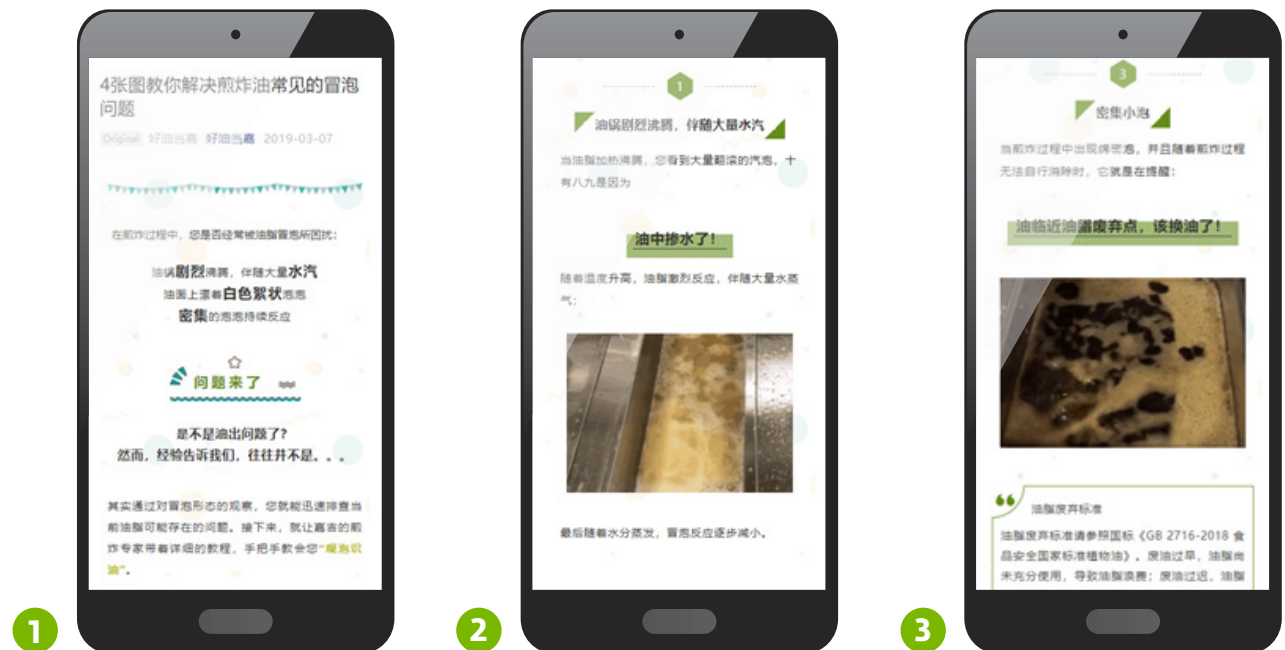 4张图教你解决煎炸油常见的冒泡
问题
Original 好油当嘉 好油当嘉 2019-03-07
在煎炸过程中，您是否经常被油脂冒泡所困扰：
油锅剧烈沸腾，伴随大量水汽
油面上漂着白色絮状泡泡
密集的泡泡持续反应
问题来了
是不是油出问题了？
然而，经验告诉我们，往往并不是。。。
其实通过对冒泡形态的观察，您就能迅速排查当
前油脂可能存在的问题。接下来，就让嘉吉的煎
炸专家带着详细的教程，手把手教会您“观泡识
油”。
1
1
油锅剧烈沸腾，伴随大量水汽
当油脂加热沸腾，您看到大量翻滚的汽泡，十
有八九是因为
油中掺水了！
随着温度升高，油脂激烈反应，伴随大量水蒸
气；
最后随着水分蒸发，冒泡反应逐步减小。
2
3
密集小泡
当煎炸过程中出现绵密泡，并且随着煎炸过程
无法自行消除时，它就是在提醒：
油临近油脂废弃点，该换油了！
油脂废弃标准
油脂废弃标准请参照国标《GB 2716-2018 食
品安全国家标准植物油》。废油过早，油脂尚
未充分使用，导致油脂浪费；废油过迟，油脂
3